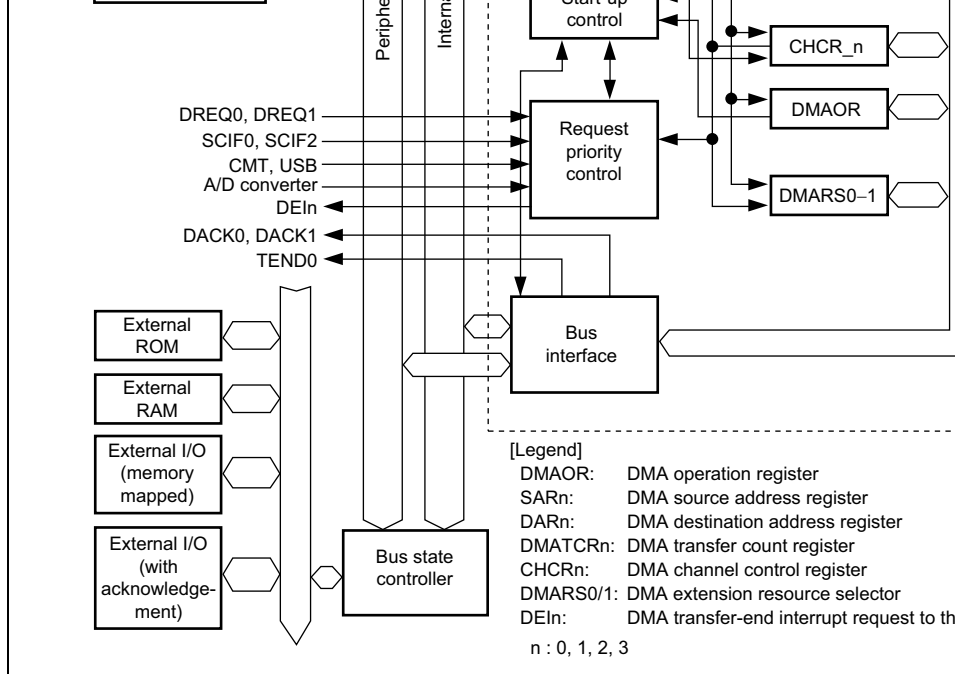 Periphe
Interna
Start-up
control
CHCR_n
DMAOR
DMARS0–1
Request
priority
control
DREQ0, DREQ1
SCIF0, SCIF2
CMT, USB
A/D converter
DEIn
DACK0, DACK1
TEND0
External
ROM
External
RAM
External I/O
(memory
mapped)
External I/O
(with
acknowledge-
ment)
Bus
interface
Bus state
controller
[Legend]
DMAOR: DMA operation register
SARn: DMA source address register
DARn: DMA destination address register
DMATCRn: DMA transfer count register
CHCRn: DMA channel control register
DMARS0/1: DMA extension resource selector
DEIn: DMA transfer-end interrupt request to th
n : 0, 1, 2, 3